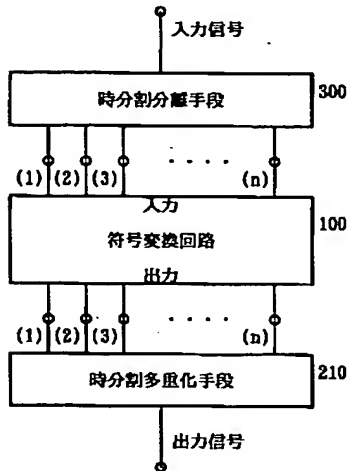 入力信号
時分割分離手段 300
(1) (2) (3) ・・・・ (n)
入力
符号変換回路 100
出力
(1) (2) (3) ・・・・ (n)
時分割多重化手段 210
出力信号